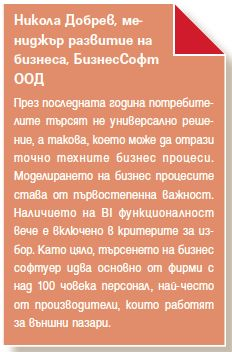 Никола Добрев, ме-
ниджър развитие на
бизнеса, БизнесСофт
ООД
През последната година потребите-
лите търсят не универсално реше-
ние, а такова, което може да отрази
точно техните бизнес процеси.
Моделирането на бизнес процесите
става от първостепенна важност.
Наличието на BI функционалност
вече е включено в критериите за из-
бор. Като цяло, търсенето на бизнес
софтуер идва основно от фирми с
над 100 човека персонал, най-често
от производители, които работят
за външни пазари.